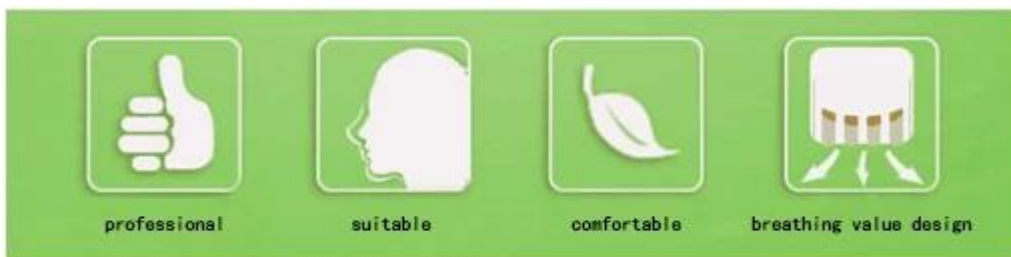 professional
suitable
comfortable
breathing value design